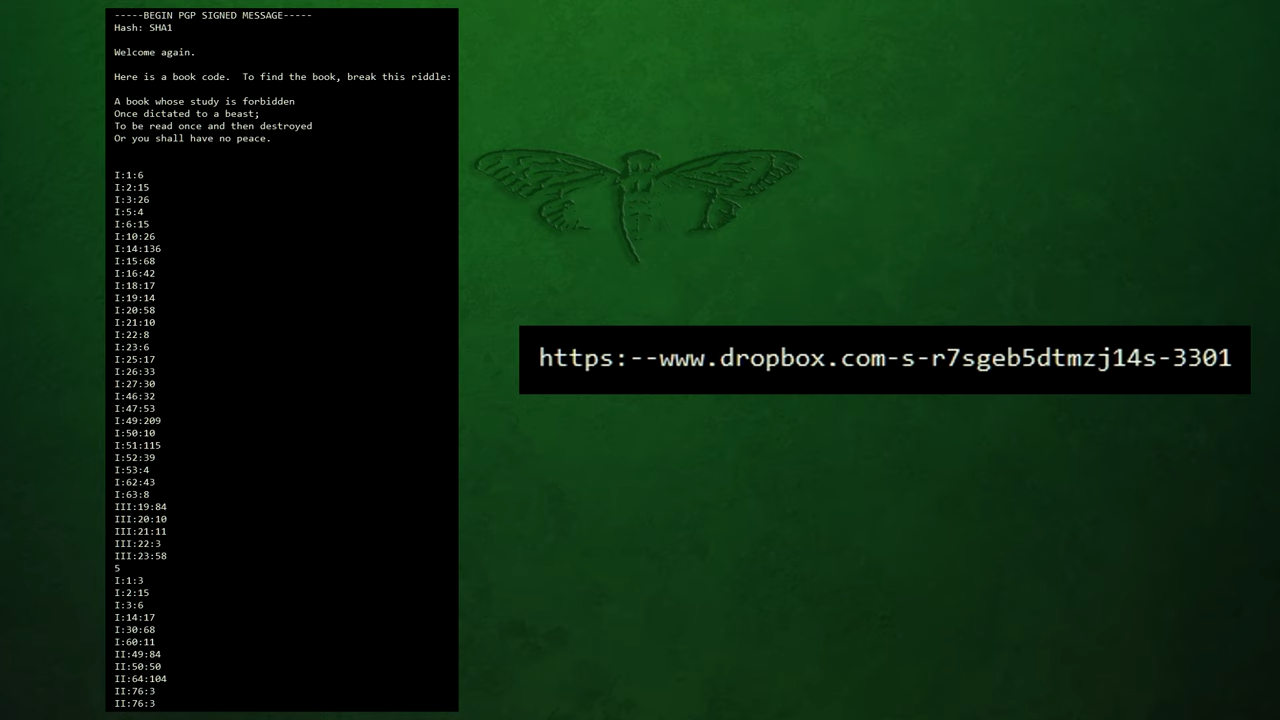 -----BEGIN PGP SIGNED MESSAGE-----
Hash: SHA1
Welcome again.
Here is a book code.  To find the book, break this riddle:
A book whose study is forbidden
Once dictated to a beast;
To be read once and then destroyed
Or you shall have no peace.
I:1:6
I:2:15
I:3:26
I:5:4
I:6:15
I:10:26
I:14:136
I:15:68
I:16:42
I:18:17
I:19:14
I:20:58
I:21:10
I:22:8
I:23:6
I:25:17
I:26:33
I:27:30
I:46:32
I:47:53
I:49:209
I:50:10
I:51:115
I:52:39
I:53:4
I:62:43
I:63:8
III:19:84
III:20:10
III:21:11
III:22:3
III:23:58
5
I:1:3
I:2:15
I:3:6
I:14:17
I:30:68
I:60:11
II:49:84
II:50:50
II:64:104
II:76:3
II:76:3
https:--www.dropbox.com-s-r7sgeb5dtmzj14s-3301